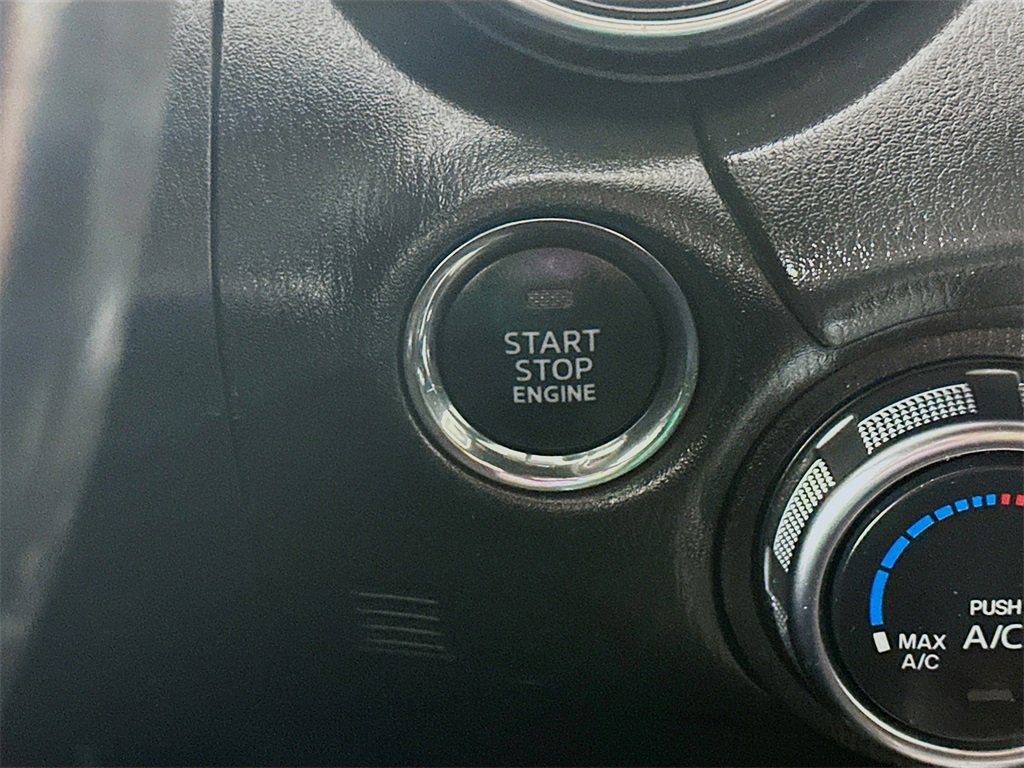 START
STOP
ENGINE
PUSH
A/C
MAX
A/C